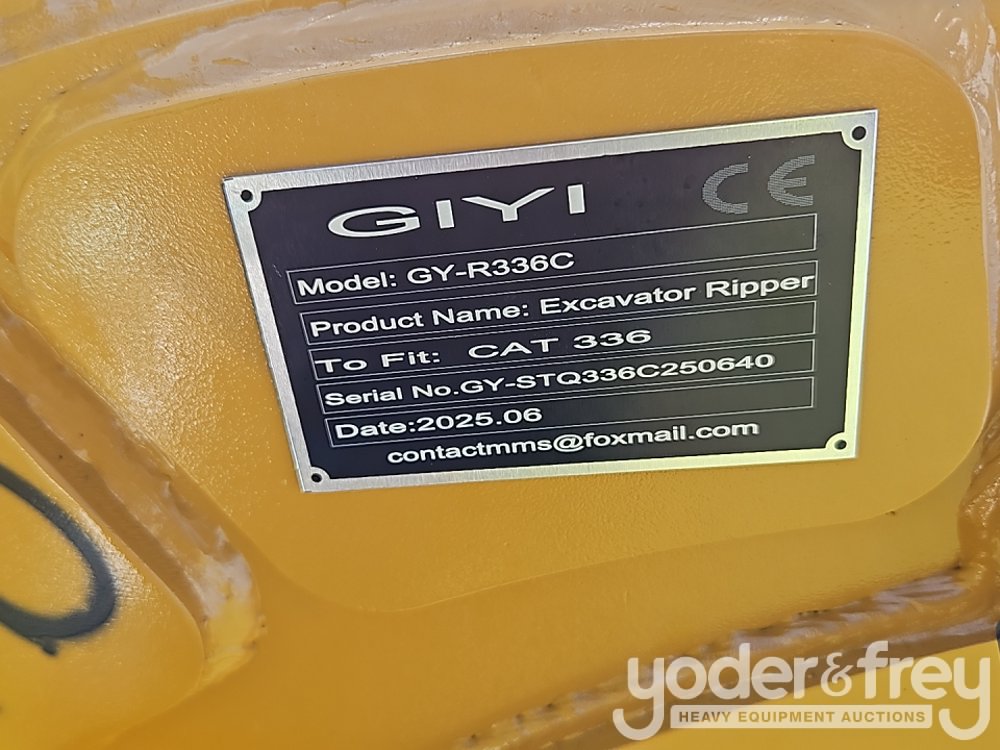 GIYI CE
Model: GY-R336C
Product Name: Excavator Ripper
To Fit: CAT 336
Serial No.GY-STQ336C250640
Date:2025.06
contactmms@foxmail.com
yoder&frey
HEAVY EQUIPMENT AUCTIONS